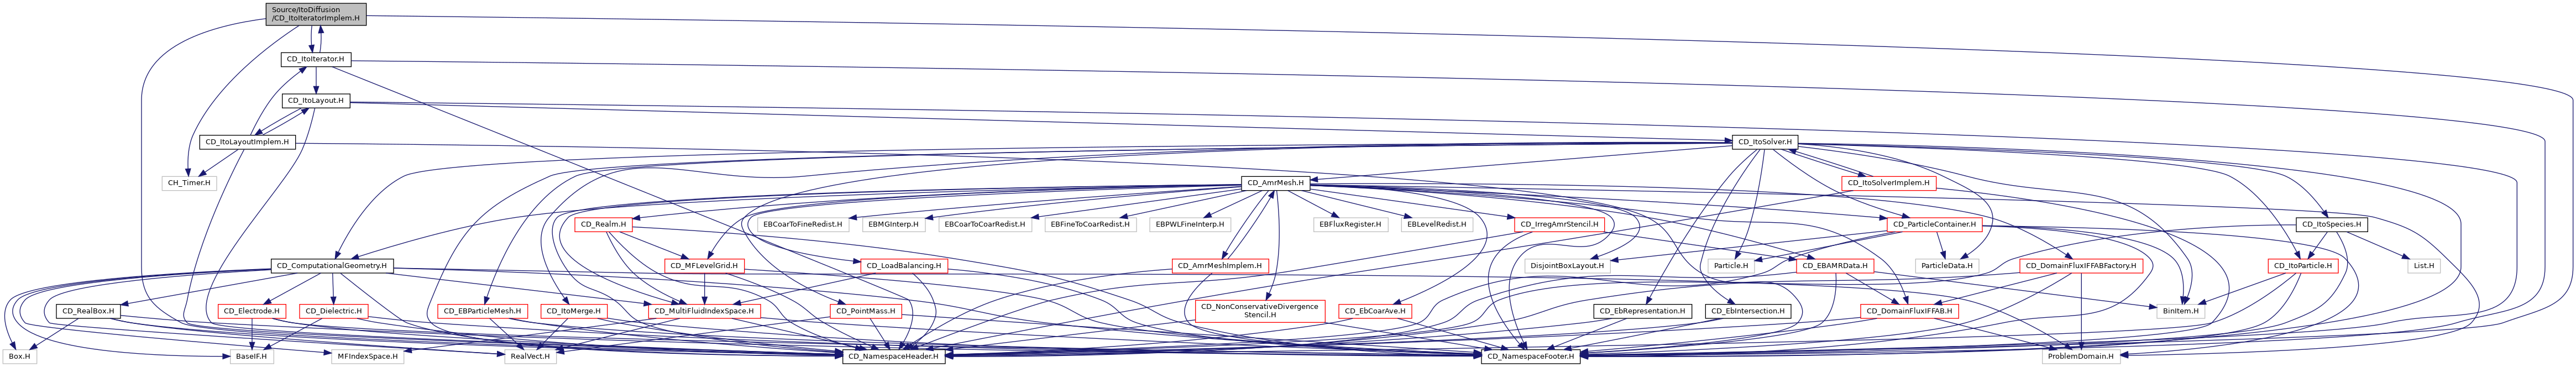 Source/ItoDiffusion
/CD_ItoIteratorImplem.H
CD_ItoIterator.H
CD_ItoLayout.H
CD_ItoLayoutImplem.H
CD_ItoSolver.H
CH_Timer.H
CD_AmrMesh.H
CD_ItoSolverImplem.H
CD_Realm.H
EBCoarToFineRedist.H
EBMGInterp.H
EBCoarToCoarRedist.H
EBFineToCoarRedist.H
EBPWLFineInterp.H
EBFluxRegister.H
EBLevelRedist.H
CD_IrregAmrStencil.H
CD_ParticleContainer.H
CD_ItoSpecies.H
CD_ComputationalGeometry.H
CD_MFLevelGrid.H
CD_LoadBalancing.H
CD_AmrMeshImplem.H
DisjointBoxLayout.H
Particle.H
CD_EBAMRData.H
ParticleData.H
CD_DomainFluxIFFABFactory.H
CD_ItoParticle.H
List.H
CD_RealBox.H
CD_Electrode.H
CD_Dielectric.H
CD_EBParticleMesh.H
CD_ItoMerge.H
CD_MultiFluidIndexSpace.H
CD_PointMass.H
CD_NonConservativeDivergence
Stencil.H
CD_EbCoarAve.H
CD_EbRepresentation.H
CD_EbIntersection.H
CD_DomainFluxIFFAB.H
BinItem.H
Box.H
BaseIF.H
MFIndexSpace.H
RealVect.H
CD_NamespaceHeader.H
CD_NamespaceFooter.H
ProblemDomain.H